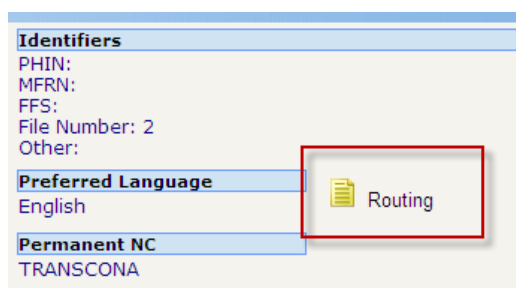 Identifiers
PHIN:
MFRN:
FFS:
File Number: 2
Other:
Preferred Language
English
Routing
Permanent NC
TRANSCONA